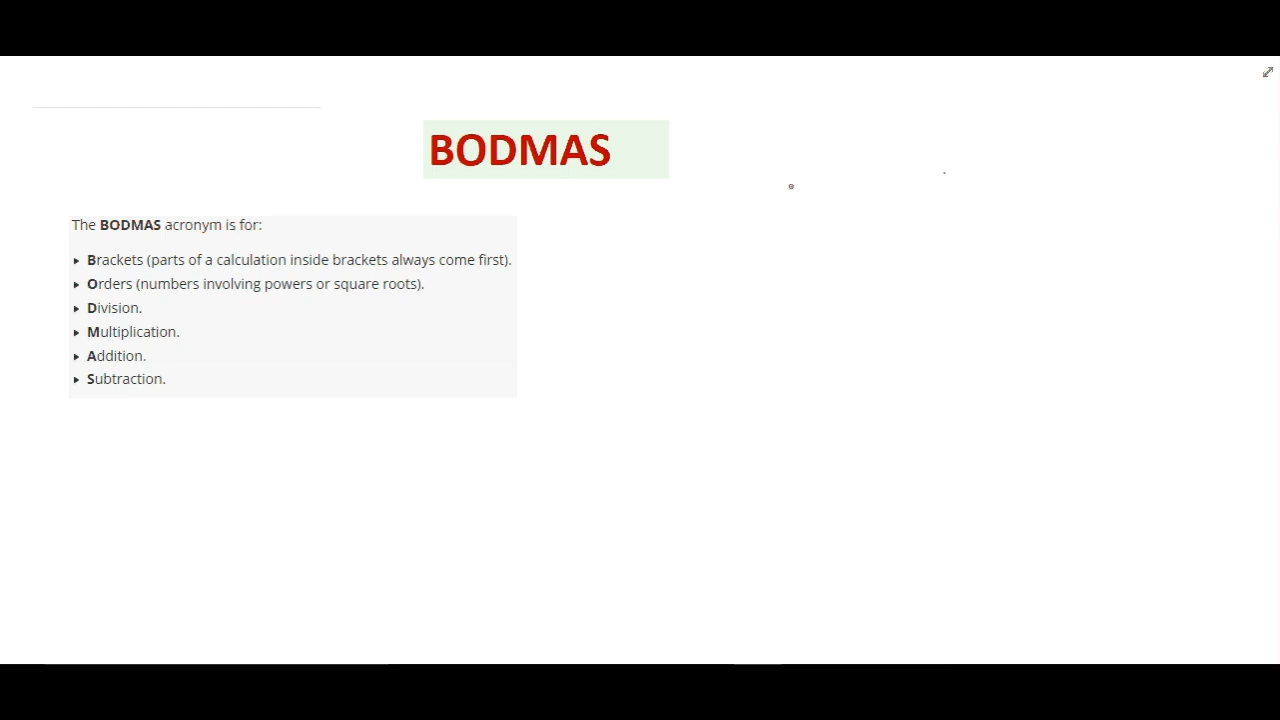 BODMAS
The BODMAS acronym is for:
Brackets (parts of a calculation inside brackets always come first).
Orders (numbers involving powers or square roots).
Division.
Multiplication.
Addition.
Subtraction.